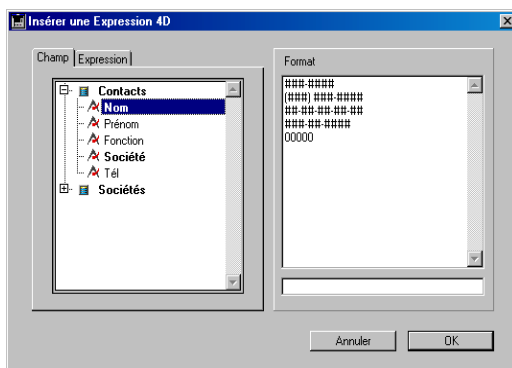 Insérer une Expression 4D
Champ
Expression
Contacts
Nom
Prénom
Fonction
Société
Tél
Sociétés
Format
###-####
(###) ###-####
##-##-##-##-##
###-##-####
00000
Annuler
OK